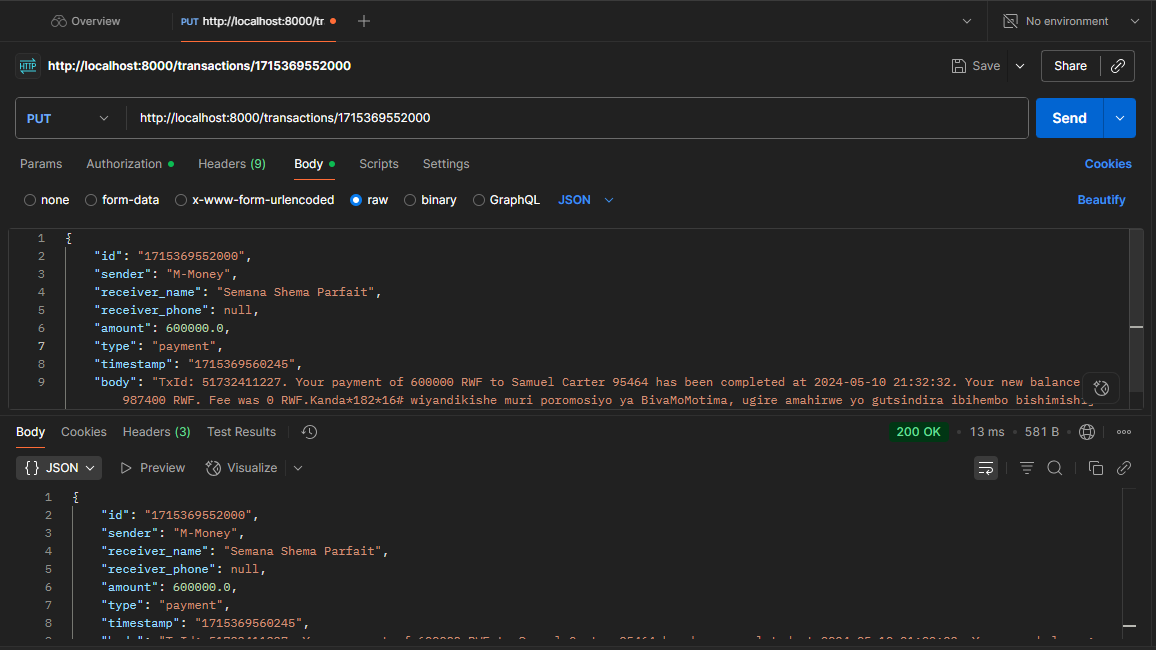 Overview
PUT http://localhost:8000/tr
No environment
HTTP http://localhost:8000/transactions/1715369552000
Save Share
PUT http://localhost:8000/transactions/1715369552000 Send
Params Authorization Headers (9) Body Scripts Settings Cookies
none form-data x-www-form-urlencoded raw binary GraphQL JSON Beautify
1 {
2 "id": "1715369552000",
3 "sender": "M-Money",
4 "receiver_name": "Semana Shema Parfait",
5 "receiver_phone": null,
6 "amount": 600000.0,
7 "type": "payment",
8 "timestamp": "1715369560245",
9 "body": "TxId: 51732411227. Your payment of 600000 RWF to Samuel Carter 95464 has been completed at 2024-05-10 21:32:32. Your new balance
987400 RWF. Fee was 0 RWF.Kanda*182*16# wiyandikishe muri poromosiyo ya BivaMoMotima, ugire amahirwe yo gutsindira ibihembo
Body Cookies Headers (3) Test Results 200 OK 13 ms 581 B
{} JSON Preview Visualize
1 {
2 "id": "1715369552000",
3 "sender": "M-Money",
4 "receiver_name": "Semana Shema Parfait",
5 "receiver_phone": null,
6 "amount": 600000.0,
7 "type": "payment",
8 "timestamp": "1715369560245",